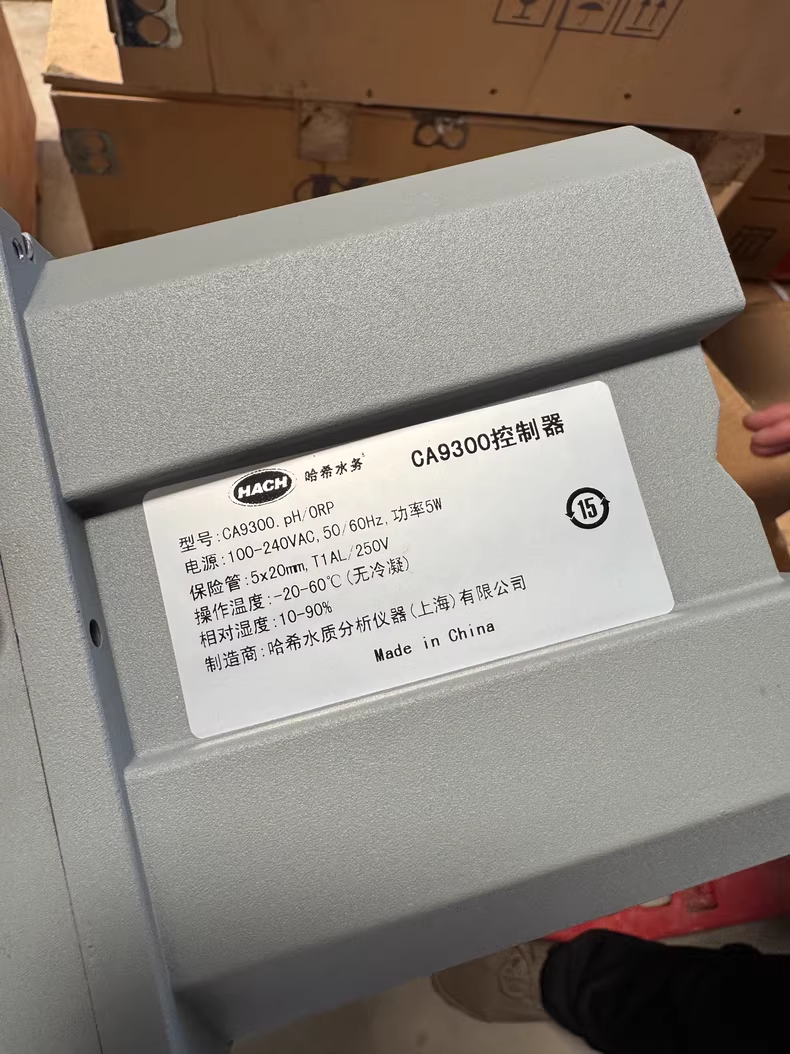 HACH
哈希水务
CA9300控制器
型号:CA9300.pH/ORP
电源:100-240VAC,50/60Hz,功率5W
保险管:5x20mm,T1AL/250V
操作温度:-20-60℃(无冷凝)
相对湿度:10-90%
制造商:哈希水质分析仪器(上海)有限公司
Made in China
15